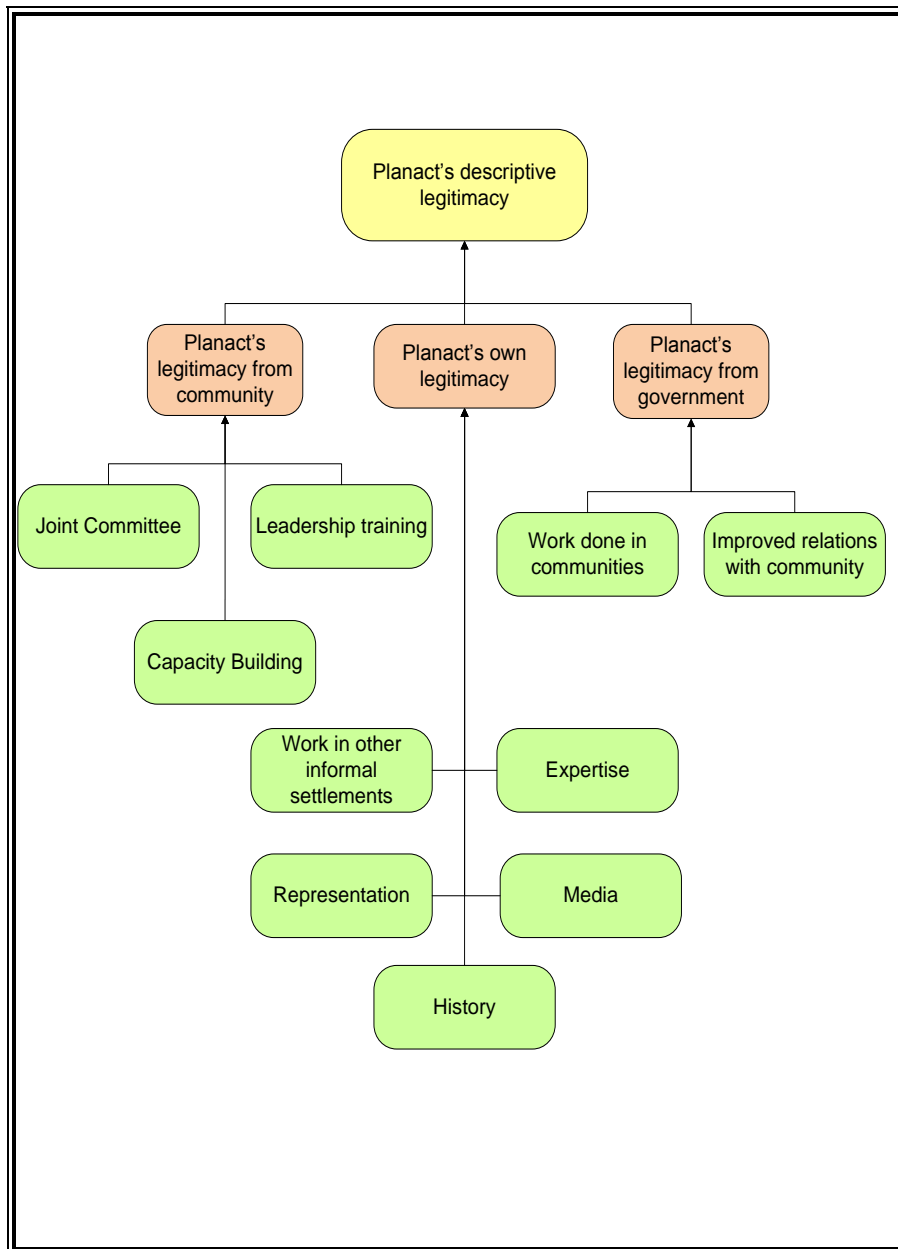 Planact’s descriptive
legitimacy
Planact’s
legitimacy from
community
Planact’s own
legitimacy
Planact’s
legitimacy from
government
Joint Committee
Leadership training
Work done in
communities
Improved relations
with community
Capacity Building
Work in other
informal
settlements
Expertise
Representation
Media
History